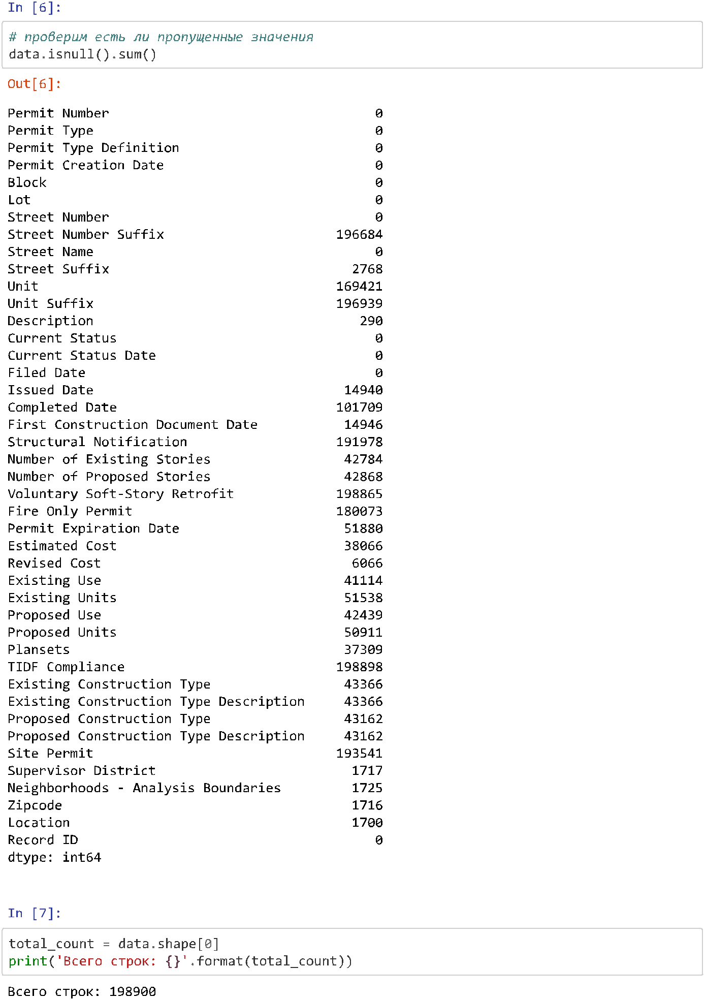 In [6]:
# проверим есть ли пропущенные значения
data.isnull().sum()
Out[6]:
Permit Number 0
Permit Type 0
Permit Type Definition 0
Permit Creation Date 0
Block 0
Lot 0
Street Number 0
Street Number Suffix 196684
Street Name 0
Street Suffix 2768
Unit 169421
Unit Suffix 196939
Description 290
Current Status 0
Current Status Date 0
Filed Date 0
Issued Date 14940
Completed Date 101709
First Construction Document Date 14946
Structural Notification 191978
Number of Existing Stories 42784
Number of Proposed Stories 42868
Voluntary Soft-Story Retrofit 198865
Fire Only Permit 180073
Permit Expiration Date 51880
Estimated Cost 38066
Revised Cost 6066
Existing Use 41114
Existing Units 51538
Proposed Use 42439
Proposed Units 50911
Plansets 37309
TIDF Compliance 198898
Existing Construction Type 43366
Existing Construction Type Description 43366
Proposed Construction Type 43162
Proposed Construction Type Description 43162
Site Permit 193541
Supervisor District 1717
Neighborhoods - Analysis Boundaries 1725
Zipcode 1716
Location 1700
Record ID 0
dtype: int64
In [7]:
total_count = data.shape[0]
print('Всего строк: {}'.format(total_count))
Всего строк: 198900